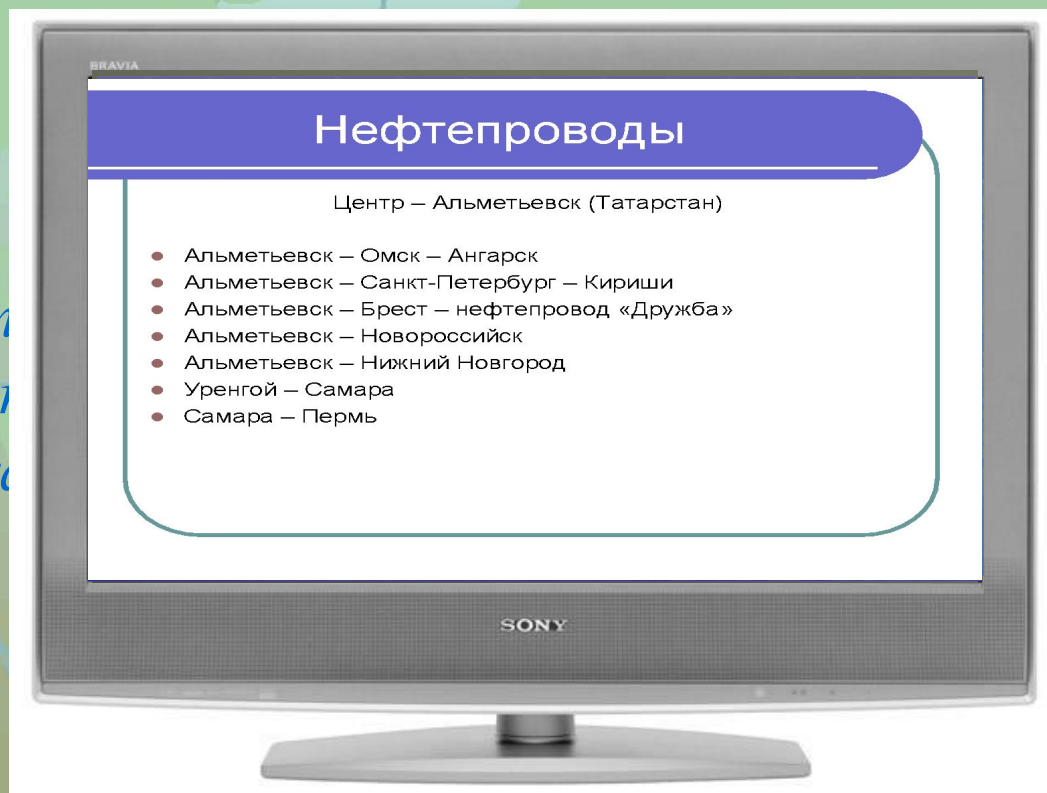 BRAVIA
Нефтепроводы
Центр – Альметьевск (Татарстан)
Альметьевск – Омск – Ангарск
Альметьевск – Санкт-Петербург – Кириши
Альметьевск – Брест – нефтепровод «Дружба»
Альметьевск – Новороссийск
Альметьевск – Нижний Новгород
Уренгой – Самара
Самара – Пермь
SONY